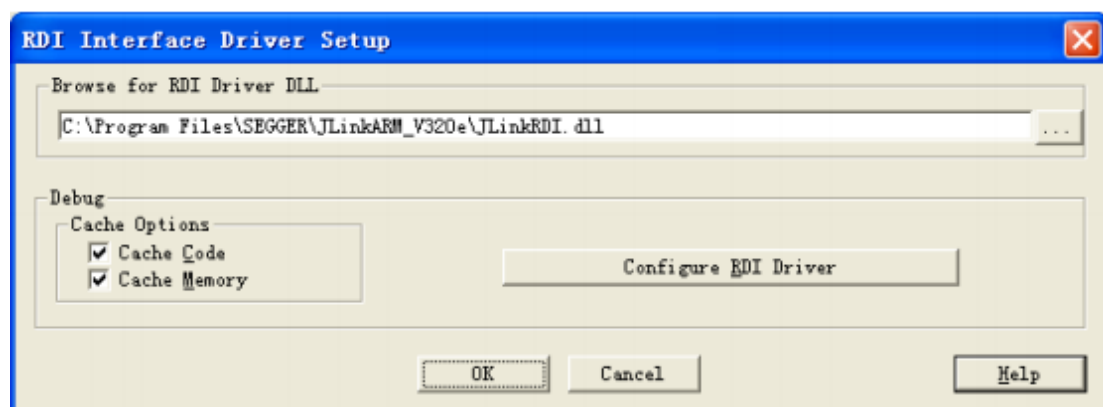 RDI Interface Driver Setup
Browse for RDI Driver DLL
C:\Program Files\SEGGER\JLinkARM_V320e\JLinkRDI.dll
...
Debug
Cache Options
Cache Code
Cache Memory
Configure RDI Driver
OK Cancel Help